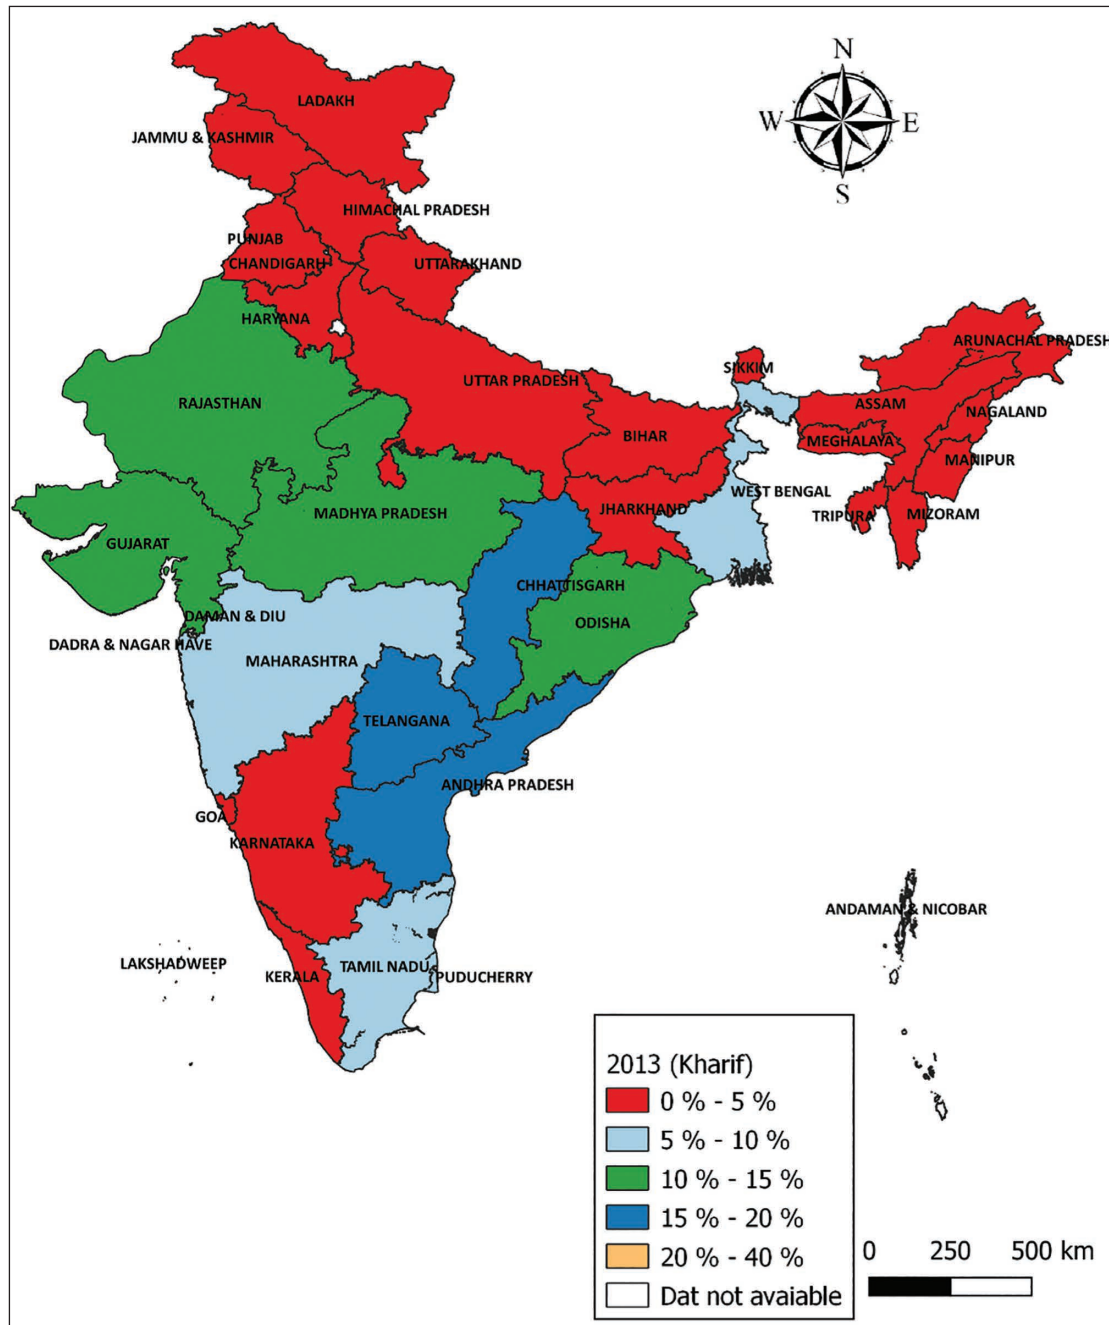 N
W E
S
LADAKH
JAMMU & KASHMIR
HIMACHAL PRADESH
PUNJAB
CHANDIGARH
UTTARAKHAND
HARYANA
ARUNACHAL PRADESH
SIKKIM
UTTAR PRADESH
RAJASTHAN
ASSAM
NAGALAND
BIHAR
MEGHALAYA
MANIPUR
WEST BENGAL
MADHYA PRADESH
JHARKHAND
TRIPURA
MIZORAM
GUJARAT
CHHATTISGARH
DAMAN & DIU
ODISHA
DADRA & NAGAR HAVE
MAHARASHTRA
TELANGANA
ANDHRA PRADESH
GOA
KARNATAKA
ANDAMAN & NICOBAR
LAKSHADWEEP
KERALA
TAMIL NADU
PUDUCHERRY
2013 (Kharif)
0 % - 5 %
5 % - 10 %
10 % - 15 %
15 % - 20 %
20 % - 40 %
Dat not avaiable
0 250 500 km